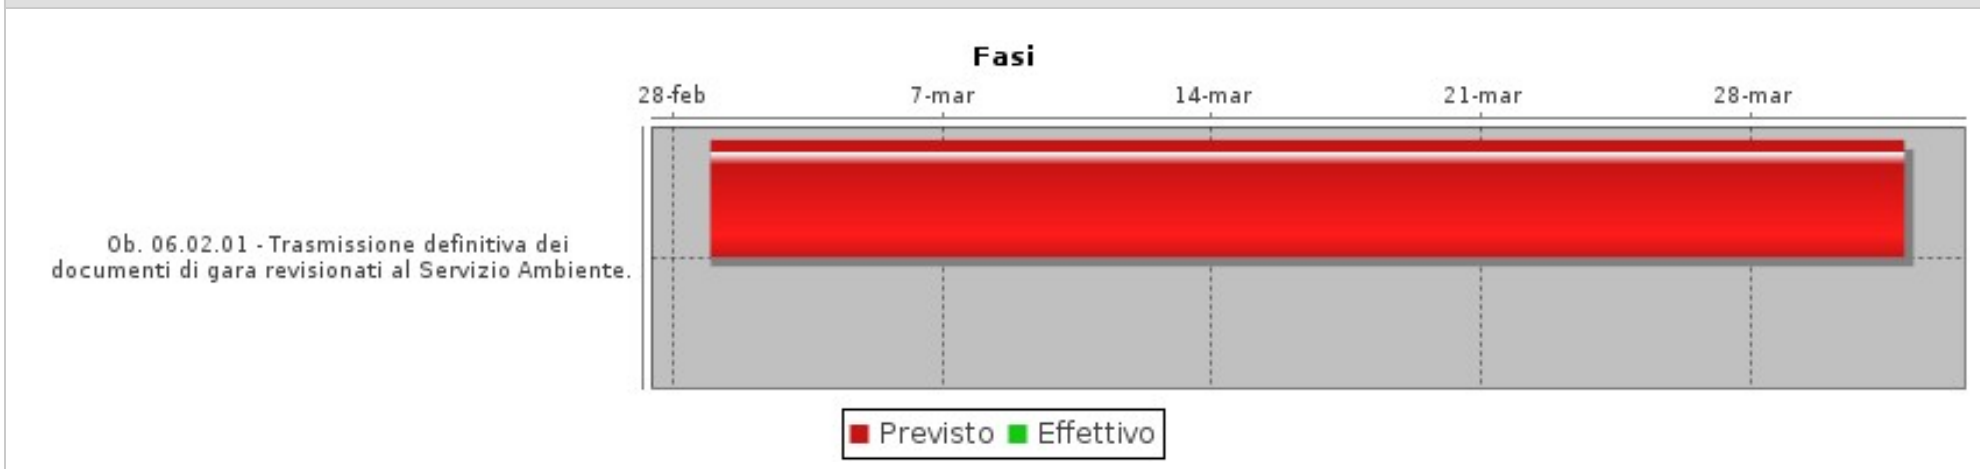 Fasi
28-feb 7-mar 14-mar 21-mar 28-mar
Ob. 06.02.01 - Trasmissione definitiva dei
documenti di gara revisionati al Servizio Ambiente.
Previsto Effettivo